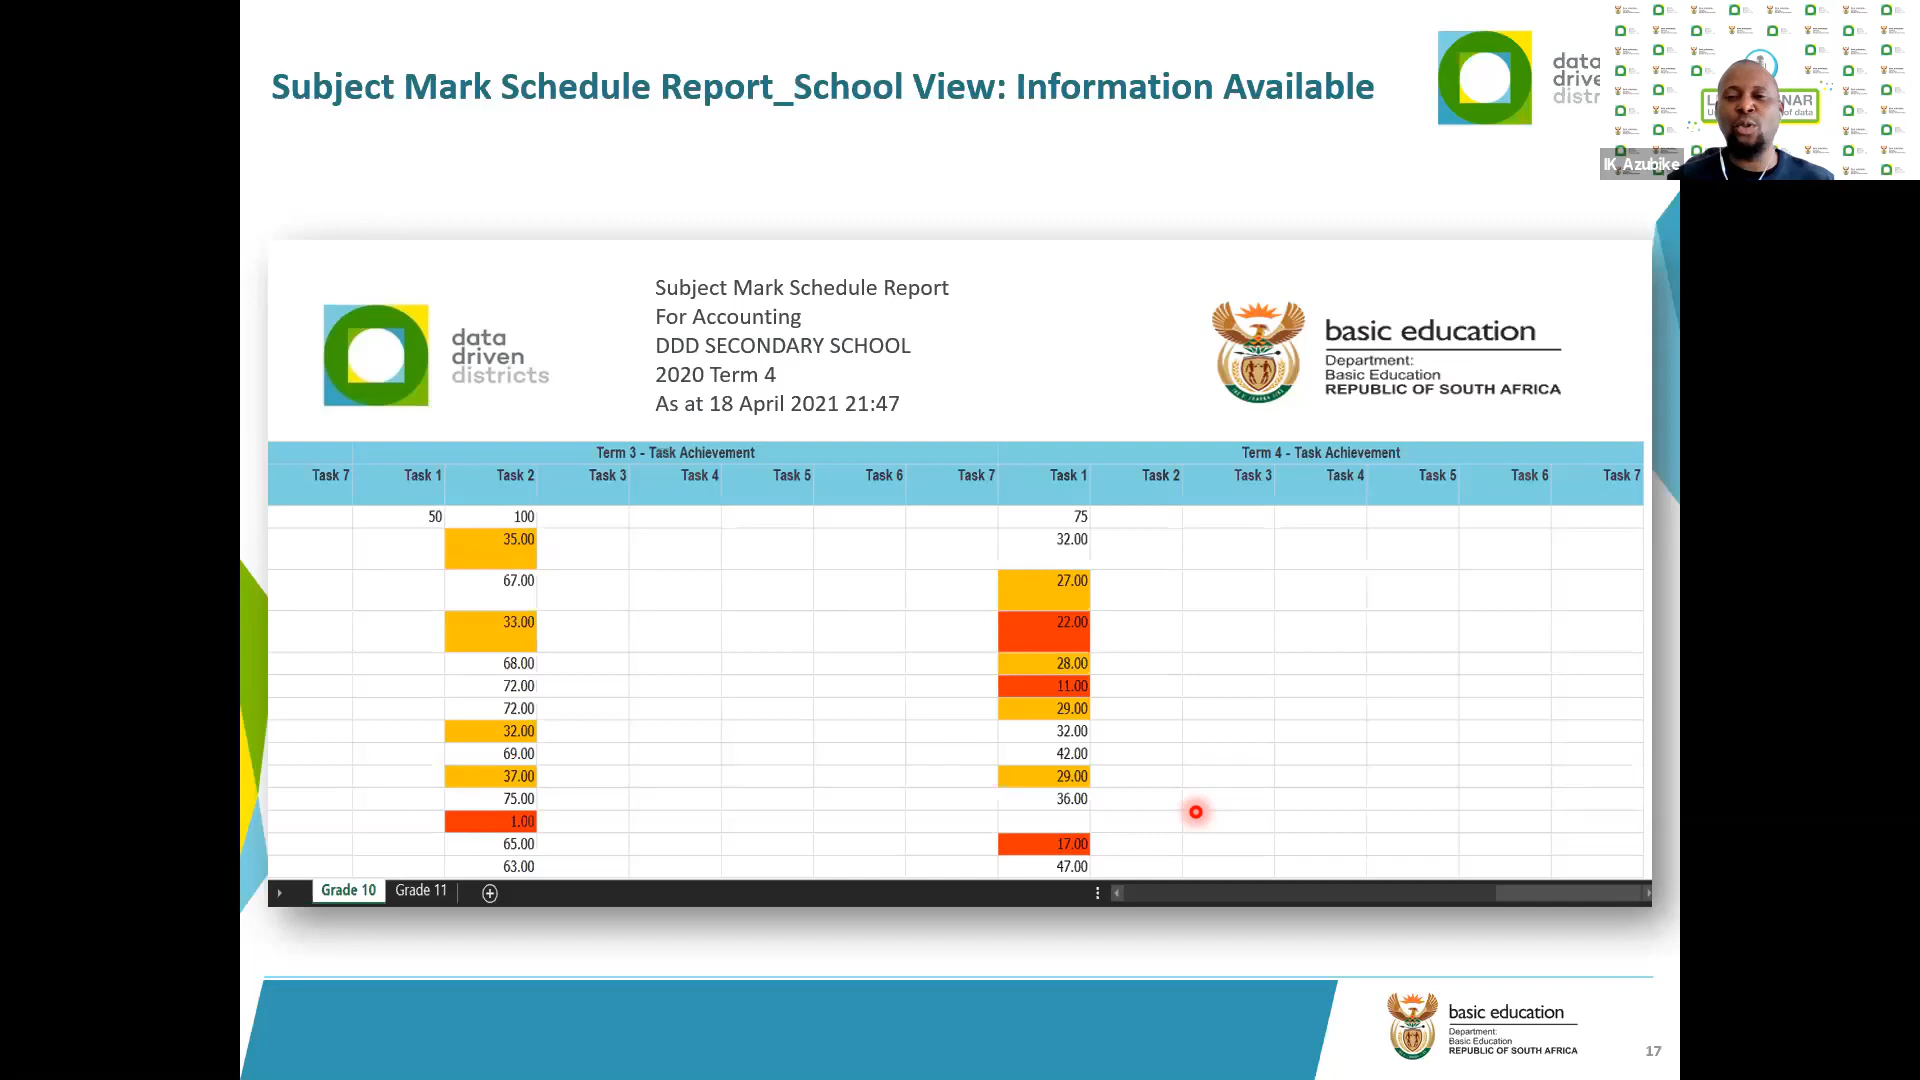 Subject Mark Schedule Report_School View: Information Available
data
drive
distr
NAR
of data
IK_Azubike
data
driven
districts
Subject Mark Schedule Report
For Accounting
DDD SECONDARY SCHOOL
2020 Term 4
As at 18 April 2021 21:47
basic education
Department:
Basic Education
REPUBLIC OF SOUTH AFRICA
Term 3 - Task Achievement Term 4 - Task Achievement
Task 7 Task 1 Task 2 Task 3 Task 4 Task 5 Task 6 Task 7 Task 1 Task 2 Task 3 Task 4 Task 5 Task 6 Task 7
50 100 75
35.00 32.00
67.00 27.00
33.00 22.00
68.00 28.00
72.00 11.00
72.00 29.00
32.00 32.00
69.00 42.00
37.00 29.00
75.00 36.00
1.00
65.00 17.00
63.00 47.00
Grade 10 Grade 11
basic education
Department:
Basic Education
REPUBLIC OF SOUTH AFRICA
17